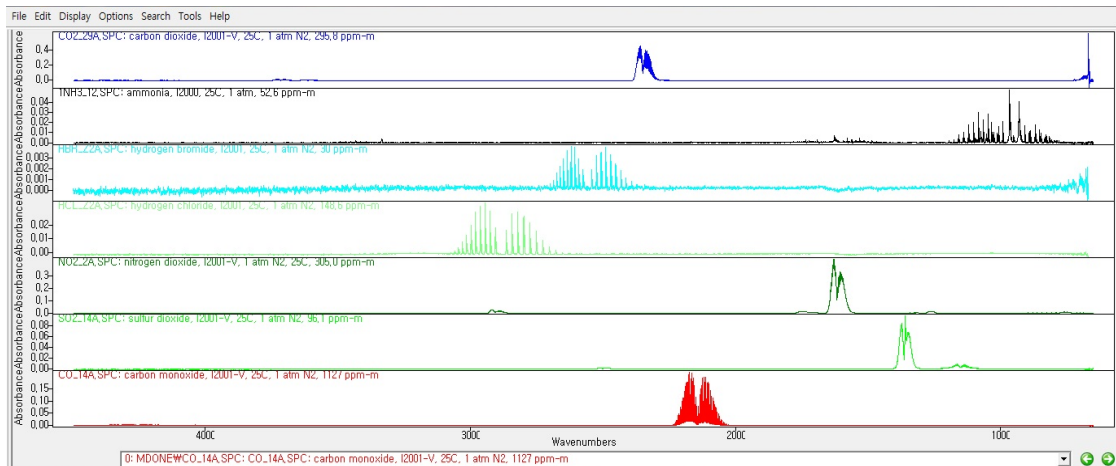 File Edit Display Options Search Tools Help
CO2_29A,SPC: carbon dioxide, I2001-V, 25C, 1 atm N2, 295,8 ppm-m
0,4
0,2
0,0
1NH3_12,SPC: ammonia, I2000, 25C, 1 atm, 52,6 ppm-m
0,04
0,03
0,02
0,01
0,00
HBR_22A,SPC: hydrogen bromide, I2001, 25C, 1 atm N2, 30 ppm-m
0,003
0,001
0,000
HCL_22A,SPC: hydrogen chloride, I2001, 25C, 1 atm N2, 148,6 ppm-m
0,02
0,01
0,00
NO2_2A,SPC: nitrogen dioxide, I2001-V, 1 atm N2, 25C, 305,0 ppm-m
0,3
0,2
0,1
0,0
SO2_14A,SPC: sulfur dioxide, I2001-V, 25C, 1 atm N2, 96,1 ppm-m
0,08
0,06
0,04
0,02
0,00
CO_14A,SPC: carbon monoxide, I2001-V, 25C, 1 atm N2, 1127 ppm-m
0,15
0,10
0,05
0,00
Absorbance
Absorbance
Absorbance
Absorbance
Absorbance
Absorbance
Absorbance
4000
3000
2000
1000
Wavenumbers
0: MDONE₩CO_14A,SPC: CO_14A,SPC: carbon monoxide, I2001-V, 25C, 1 atm N2, 1127 ppm-m